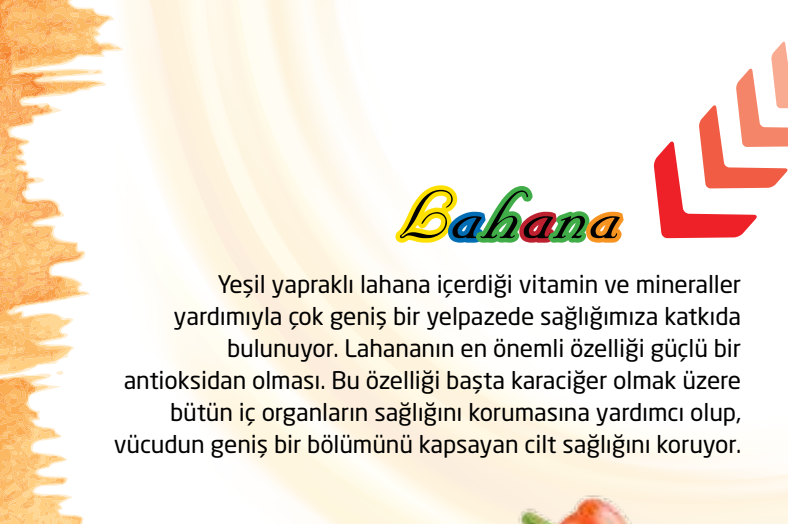 Lahana
Yeşil yapraklı lahana içerdiği vitamin ve mineraller
yardımıyla çok geniş bir yelpazede sağlığımıza katkıda
bulunuyor. Lahananın en önemli özelliği güçlü bir
antioksidan olması. Bu özelliği başta karaciğer olmak üzere
bütün iç organların sağlığını korumasına yardımcı olup,
vücudun geniş bir bölümünü kapsayan cilt sağlığını koruyor.